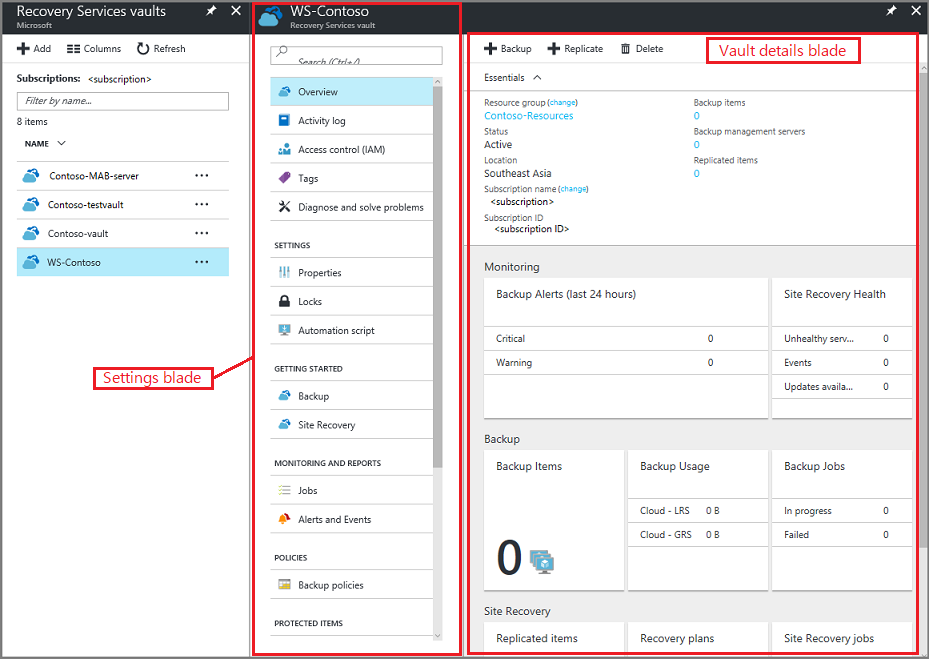 Recovery Services vaults
Microsoft
Add Columns Refresh
Subscriptions: <subscription>
Filter by name...
8 items
NAME
Contoso-MAB-server ...
Contoso-testvault ...
Contoso-vault ...
WS-Contoso ...
Settings blade
WS-Contoso
Recovery Services vault
Search (Ctrl+/)
Overview
Activity log
Access control (IAM)
Tags
Diagnose and solve problems
SETTINGS
Properties
Locks
Automation script
GETTING STARTED
Backup
Site Recovery
MONITORING AND REPORTS
Jobs
Alerts and Events
POLICIES
Backup policies
PROTECTED ITEMS
Backup Replicate Delete
Vault details blade
Essentials
Resource group (change)
Contoso-Resources
Status
Active
Location
Southeast Asia
Subscription name (change)
<subscription>
Subscription ID
<subscription ID>
Backup items
0
Backup management servers
0
Replicated items
0
Monitoring
Backup Alerts (last 24 hours)
Critical 0
Warning 0
Site Recovery Health
Unhealthy serv... 0
Events 0
Updates availa... 0
Backup
Backup Items
0
Backup Usage
Cloud - LRS 0 B
Cloud - GRS 0 B
Backup Jobs
In progress 0
Failed 0
Site Recovery
Replicated items
Recovery plans
Site Recovery jobs